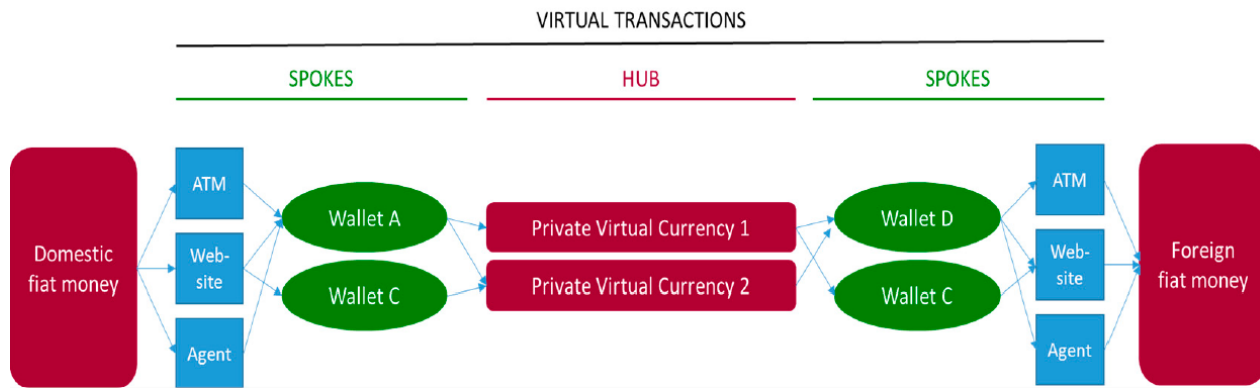 VIRTUAL TRANSACTIONS
SPOKES
HUB
SPOKES
Domestic
fiat money
ATM
Web-
site
Agent
Wallet A
Wallet C
Private Virtual Currency 1
Private Virtual Currency 2
Wallet D
Wallet C
ATM
Web-
site
Agent
Foreign
fiat money